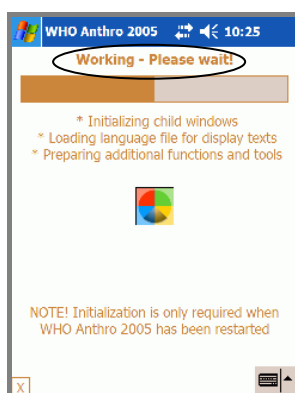 WHO Anthro 2005 10:25
Working - Please wait!
* Initializing child windows
* Loading language file for display texts
* Preparing additional functions and tools
NOTE! Initialization is only required when
WHO Anthro 2005 has been restarted
X